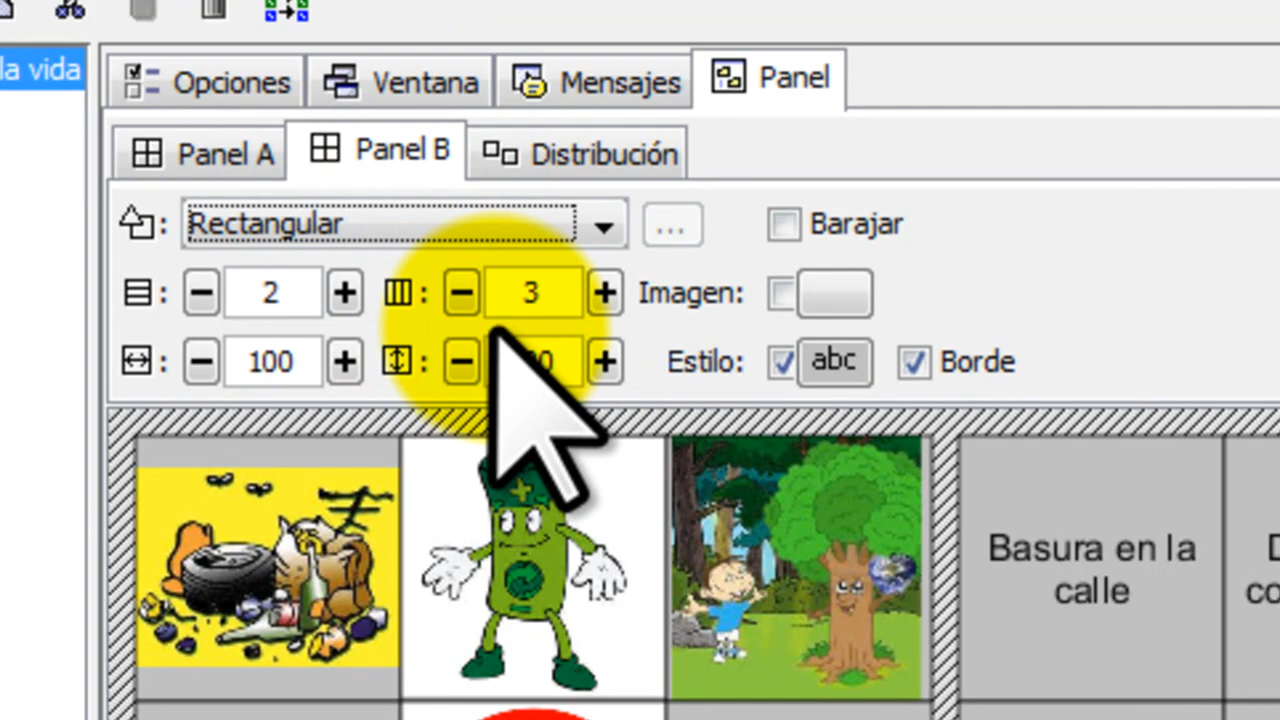 la vida
Opciones Ventana Mensajes Panel
Panel A Panel B Distribución
: Rectangular ... Barajar
: − 2 + : − 3 + Imagen:
: − 100 + : − + Estilo: abc Borde
Basura en la
calle